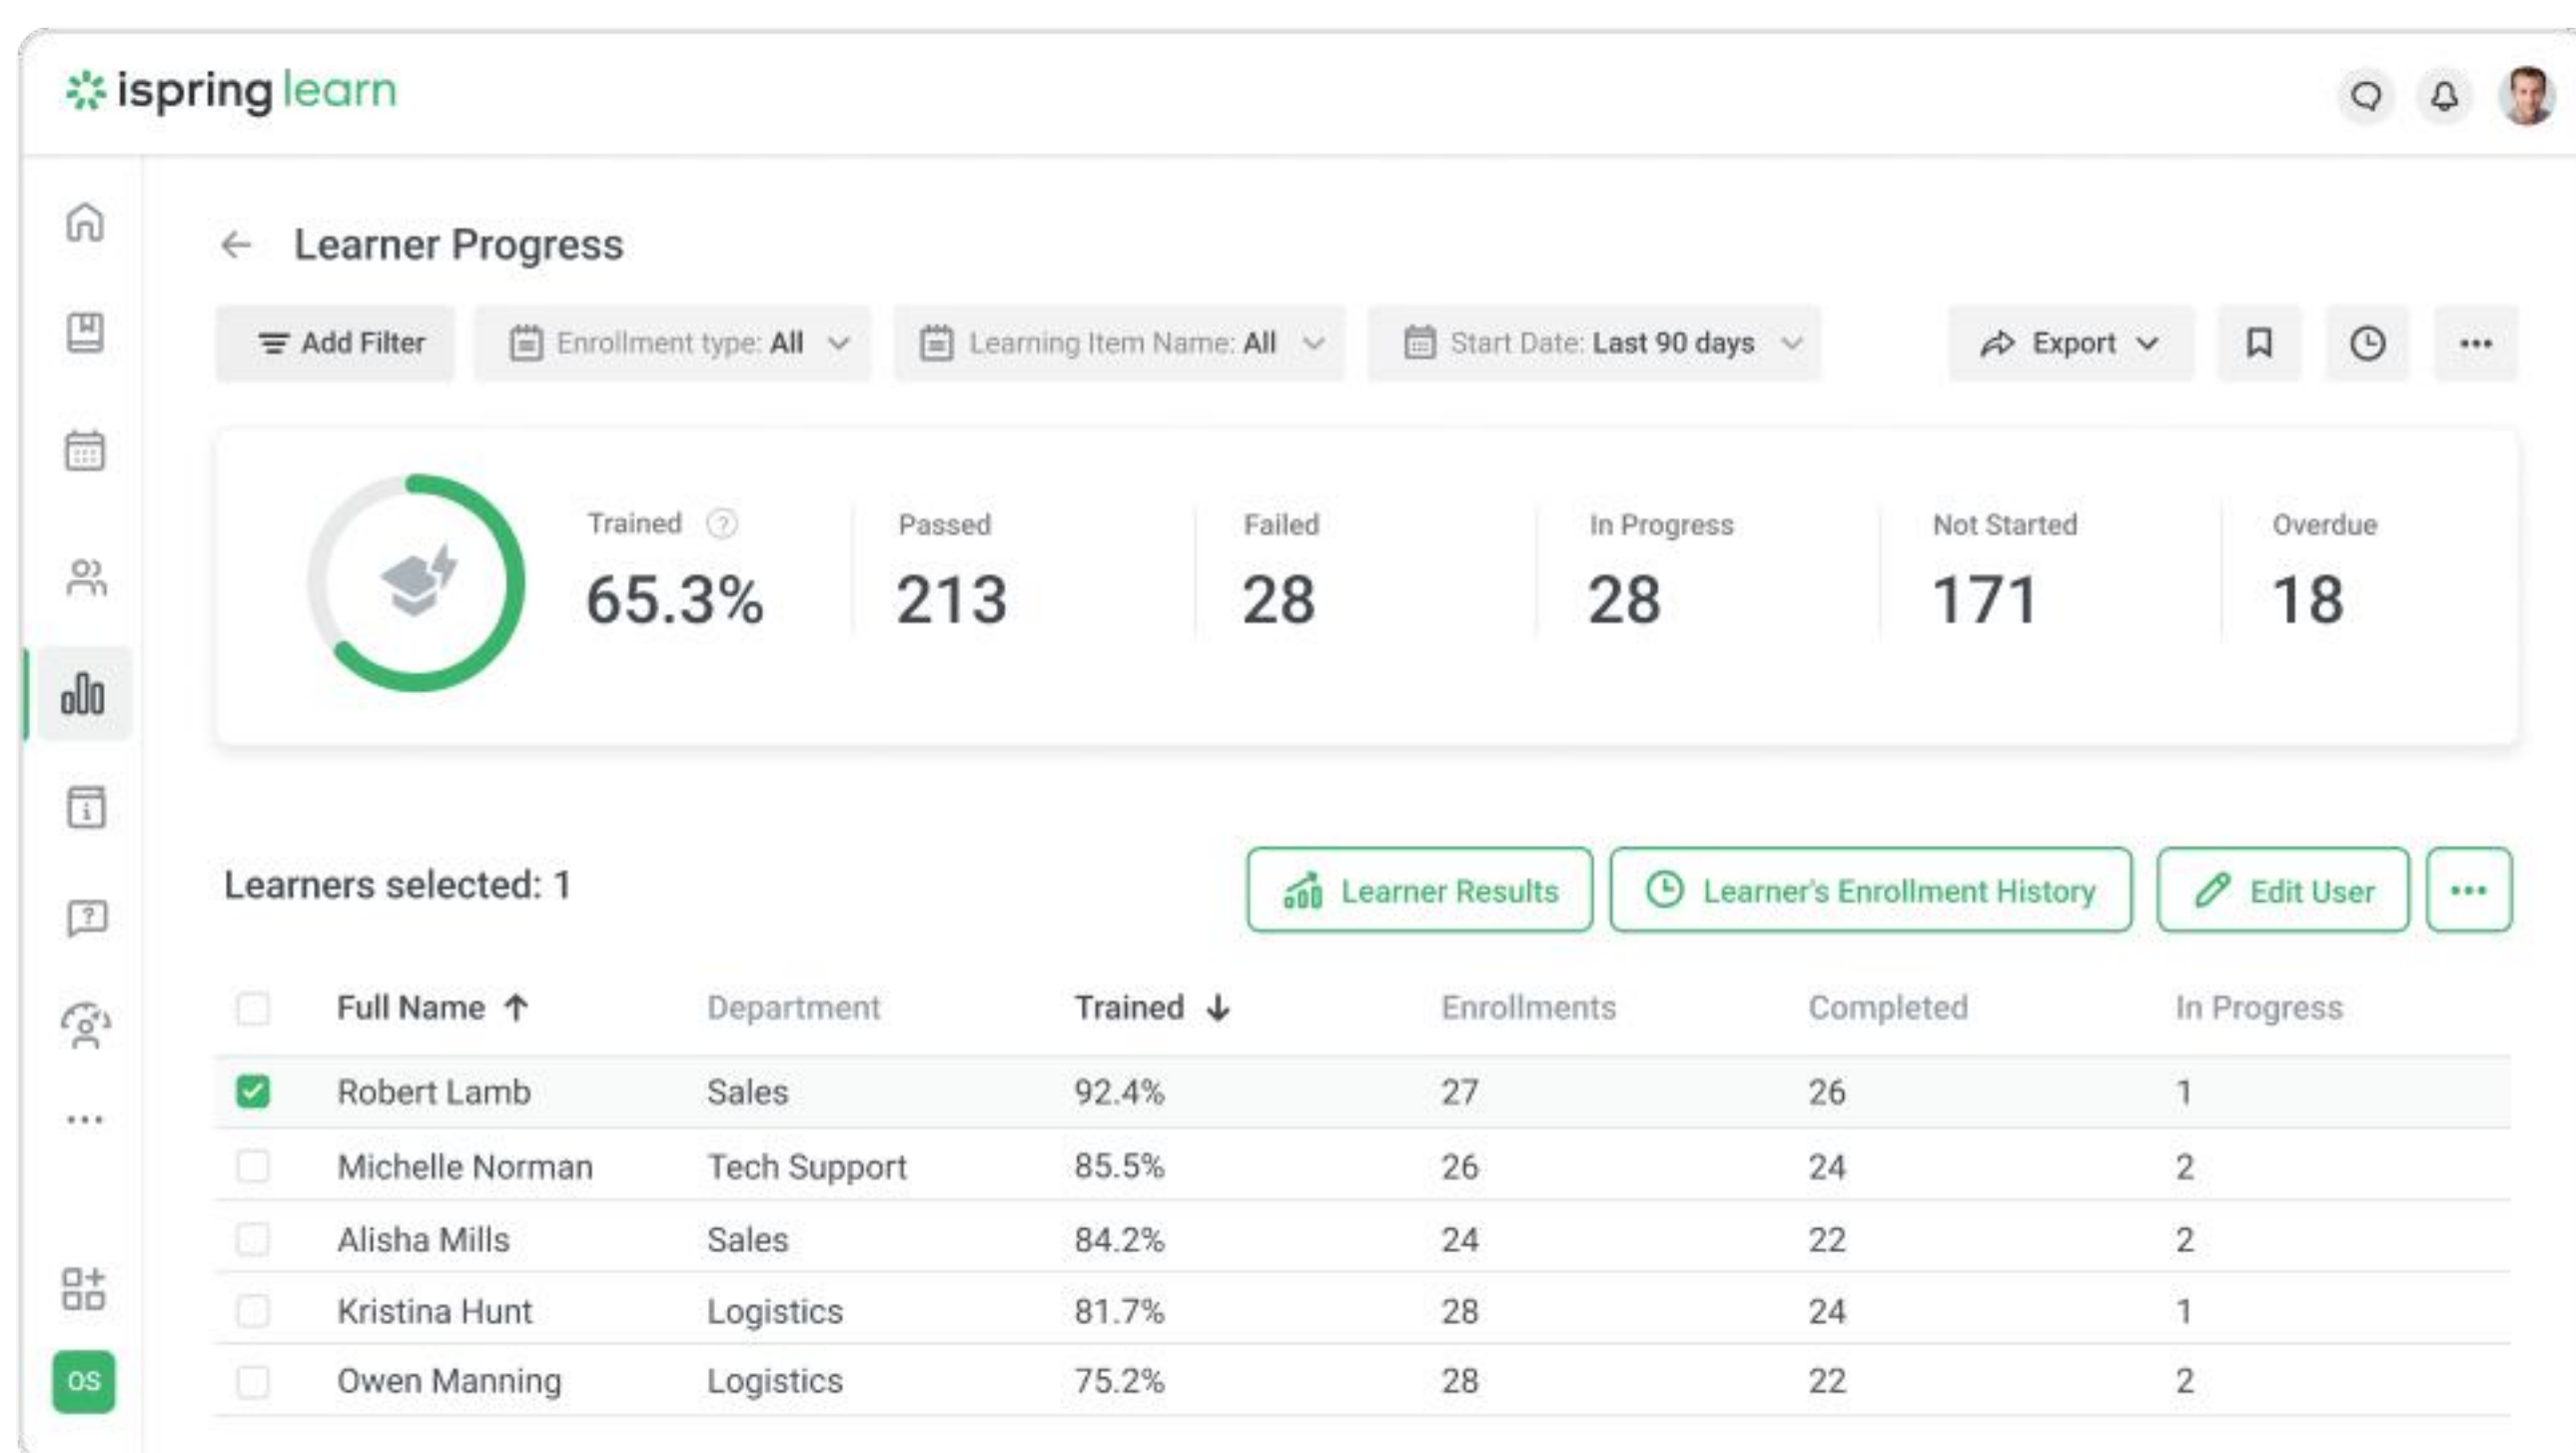 ispring learn
Learner Progress
Add Filter Enrollment type: All Learning Item Name: All Start Date: Last 90 days Export
Trained ? Passed Failed In Progress Not Started Overdue
65.3% 213 28 28 171 18
Learners selected: 1 Learner Results Learner's Enrollment History Edit User
Full Name Department Trained Enrollments Completed In Progress
Robert Lamb Sales 92.4% 27 26 1
Michelle Norman Tech Support 85.5% 26 24 2
Alisha Mills Sales 84.2% 24 22 2
Kristina Hunt Logistics 81.7% 28 24 1
Owen Manning Logistics 75.2% 28 22 2
OS